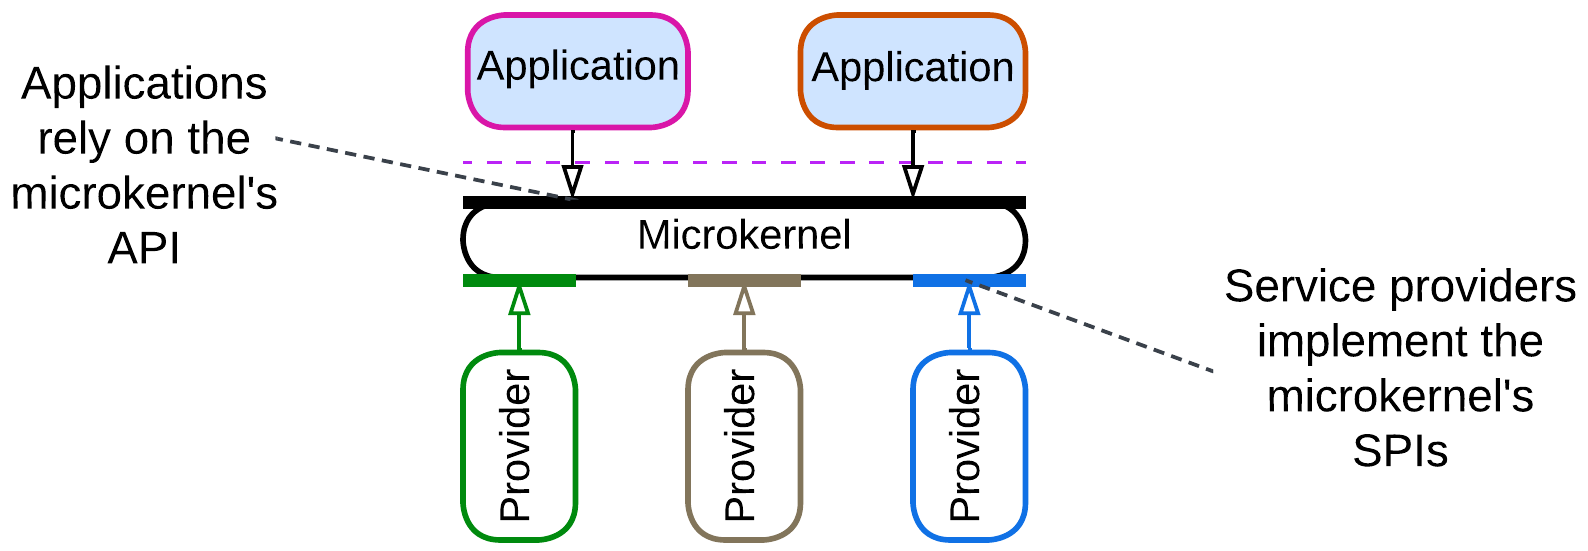 Application
Application
Applications
rely on the
microkernel's
API
Microkernel
Service providers
implement the
microkernel's
SPIs
Provider
Provider
Provider